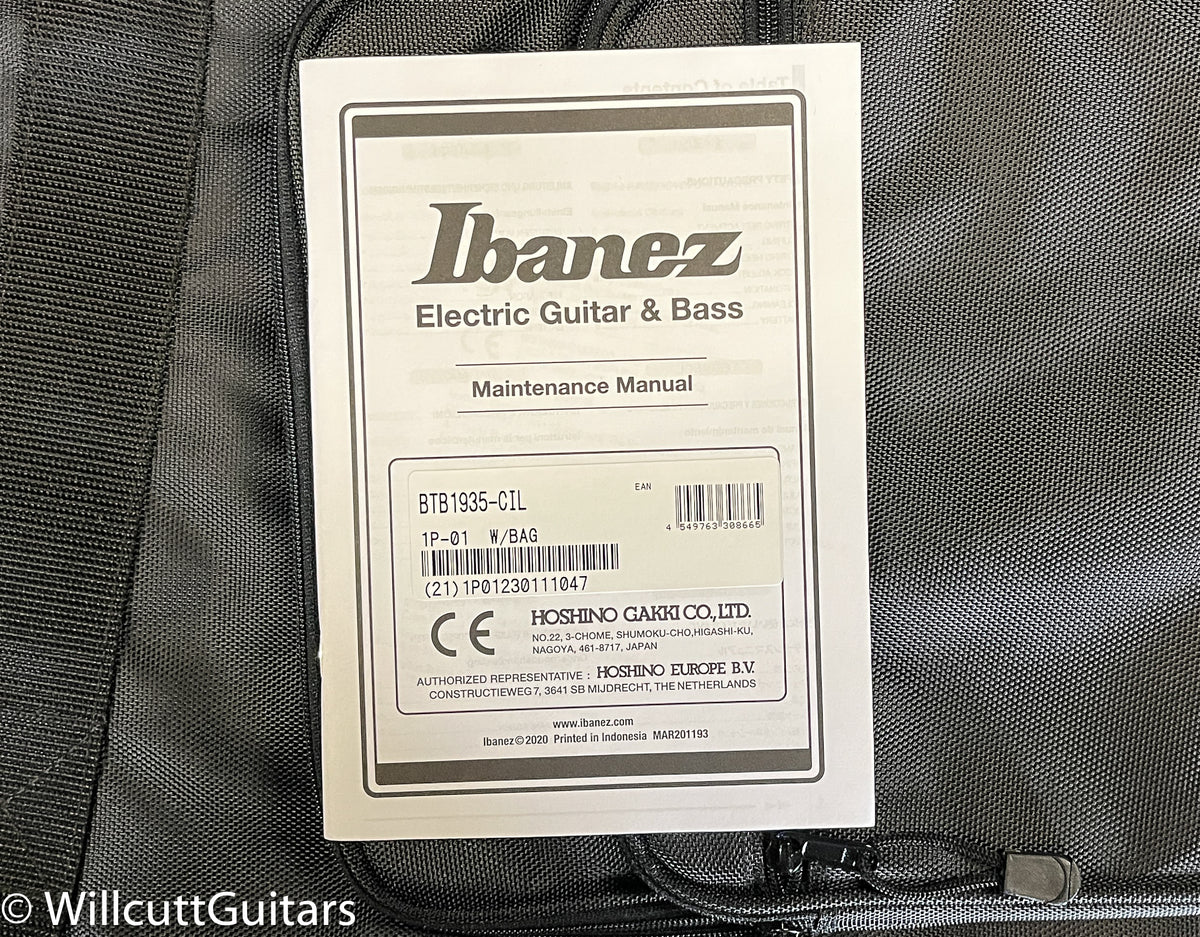 Ibanez
Electric Guitar & Bass
Maintenance Manual
BTB1935-CIL
EAN
4 549763 308665
1P-01 W/BAG
(21)1P01230111047
CE
HOSHINO GAKKI CO., LTD.
NO.22, 3-CHOME, SHUMOKU-CHO,HIGASHI-KU,
NAGOYA, 461-8717, JAPAN
AUTHORIZED REPRESENTATIVE : HOSHINO EUROPE B.V.
CONSTRUCTIEWEG 7, 3641 SB MIJDRECHT, THE NETHERLANDS
www.ibanez.com
Ibanez©2020 Printed in Indonesia MAR201193
© WillcuttGuitars